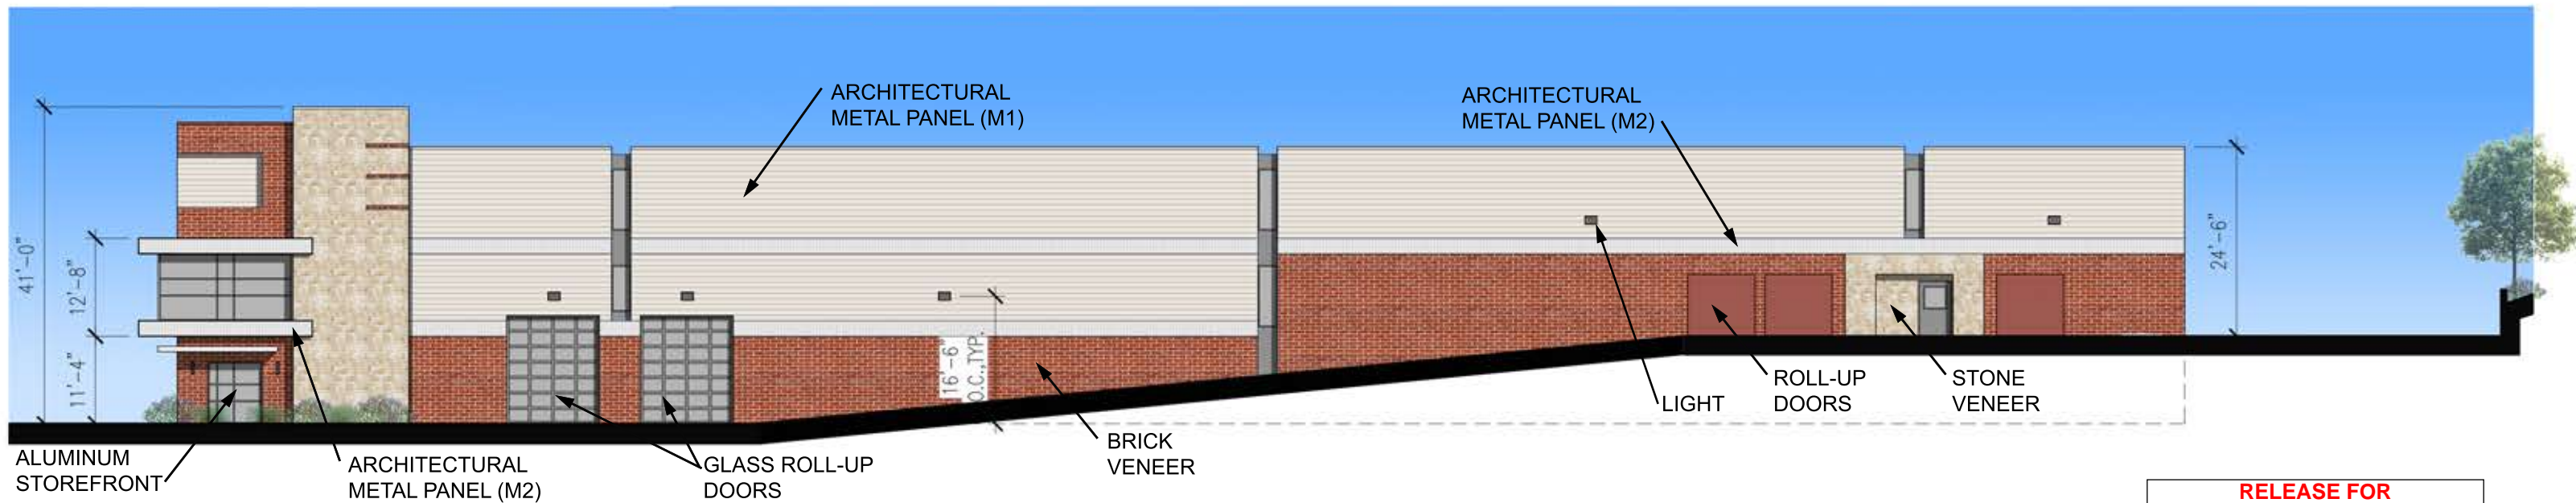 ARCHITECTURAL
METAL PANEL (M1)
ARCHITECTURAL
METAL PANEL (M2)
41'-0"
12'-8"
11'-4"
24'-6"
16'-6"
O.C.,TYP.
ROLL-UP
DOORS
STONE
VENEER
LIGHT
BRICK
VENEER
ALUMINUM
STOREFRONT
ARCHITECTURAL
METAL PANEL (M2)
GLASS ROLL-UP
DOORS
RELEASE FOR